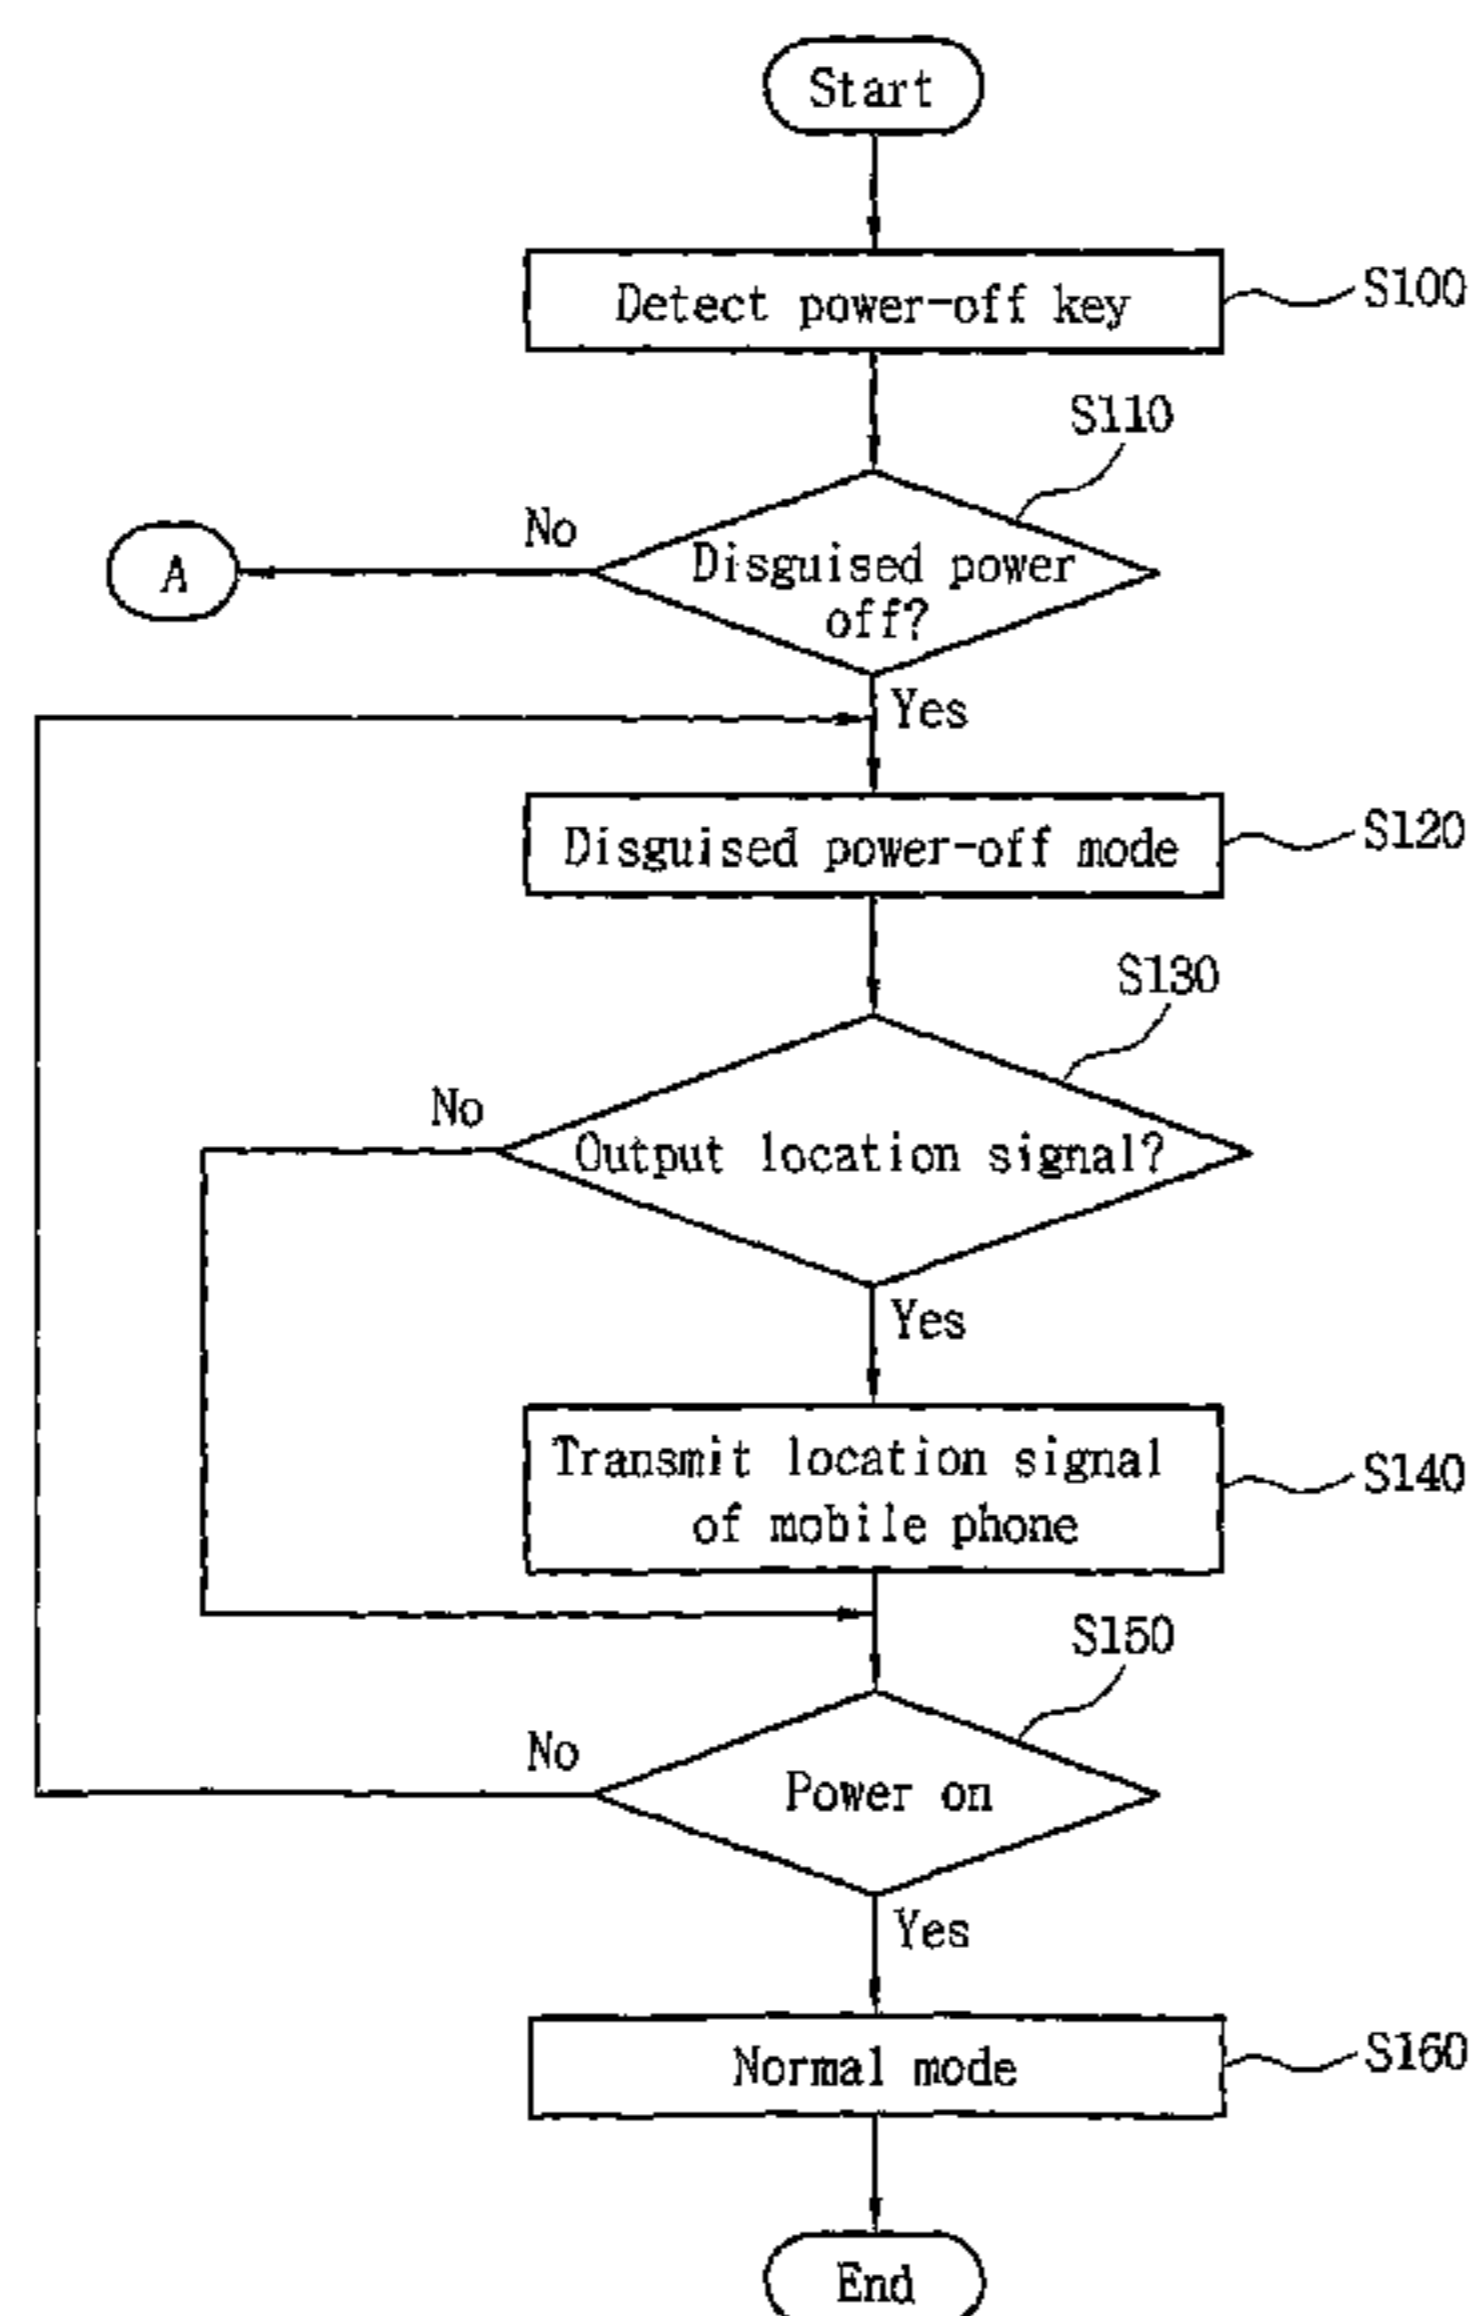 Start
Detect power-off key
S100
S110
No
A
Disguised power
off?
Yes
Disguised power-off mode
S120
S130
No
Output location signal?
Yes
Transmit location signal
of mobile phone
S140
S150
No
Power on
Yes
Normal mode
S160
End